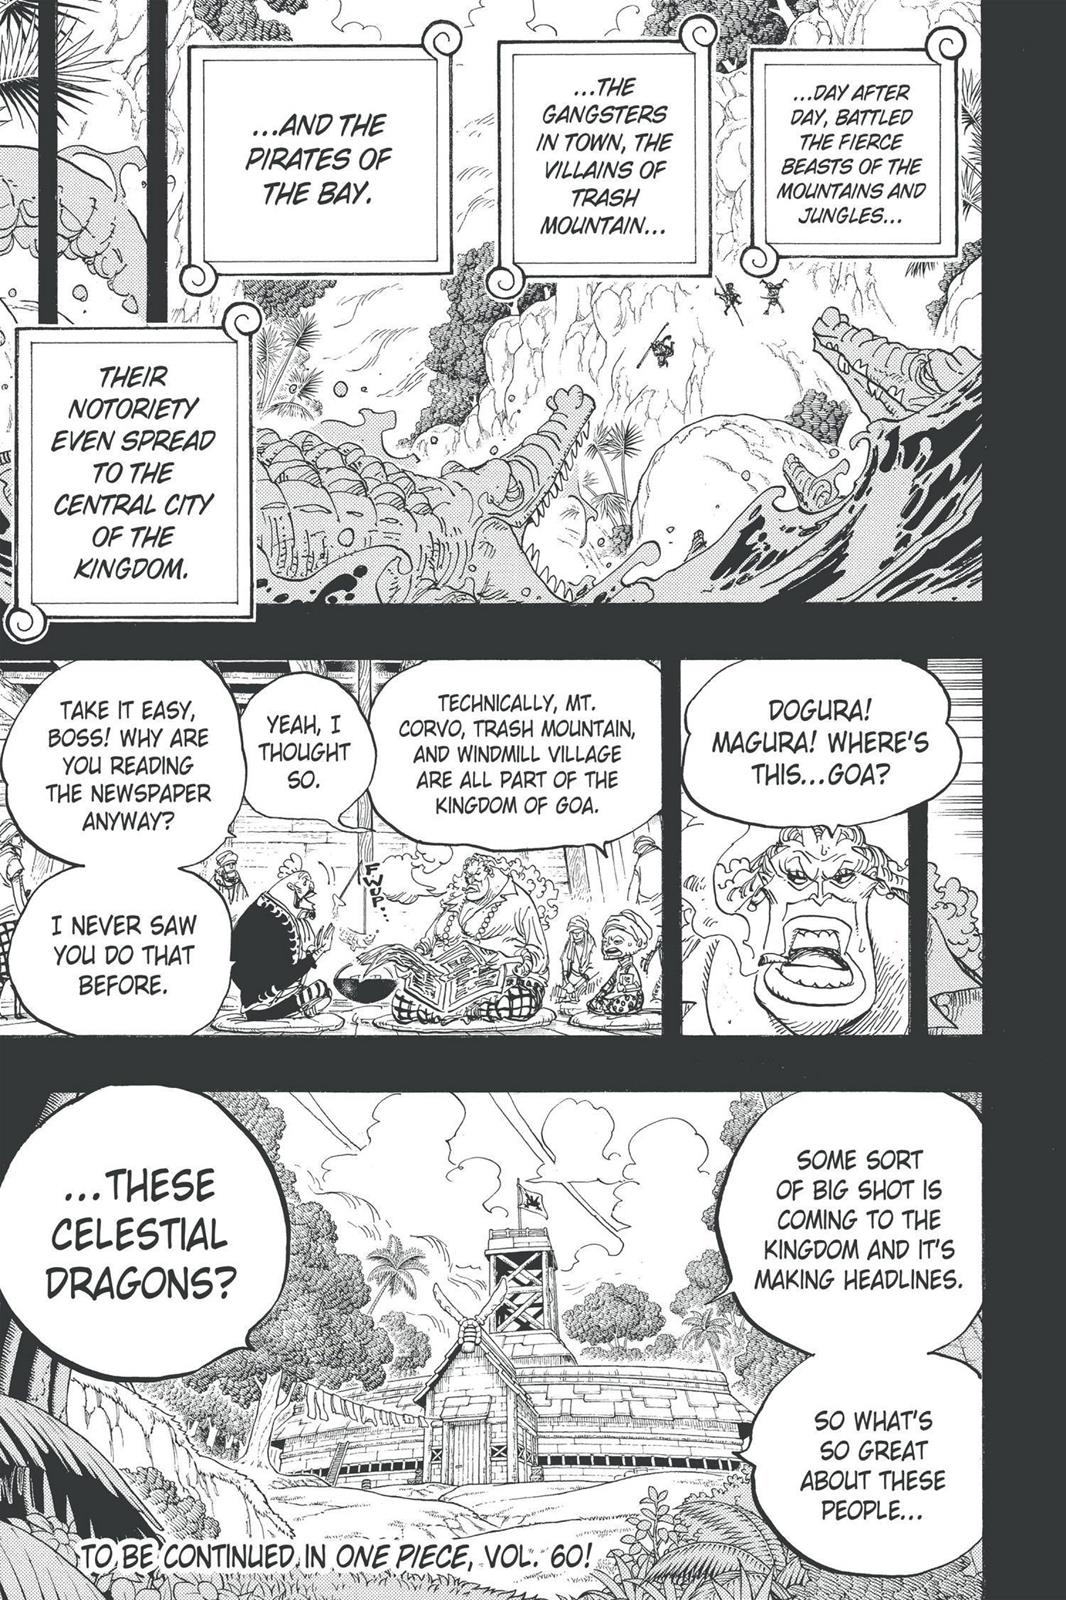 ...DAY AFTER
DAY, BATTLED
THE FIERCE
BEASTS OF THE
MOUNTAINS AND
JUNGLES...
...THE
GANGSTERS
IN TOWN, THE
VILLAINS OF
TRASH
MOUNTAIN...
...AND THE
PIRATES OF
THE BAY.
THEIR
NOTORIETY
EVEN SPREAD
TO THE
CENTRAL CITY
OF THE
KINGDOM.
DOGURA!
MAGURA! WHERE'S
THIS...GOA?
TECHNICALLY, MT.
CORVO, TRASH MOUNTAIN,
AND WINDMILL VILLAGE
ARE ALL PART OF THE
KINGDOM OF GOA.
YEAH, I
THOUGHT
SO.
FWUP...
TAKE IT EASY,
BOSS! WHY ARE
YOU READING
THE NEWSPAPER
ANYWAY?
I NEVER SAW
YOU DO THAT
BEFORE.
SOME SORT
OF BIG SHOT IS
COMING TO THE
KINGDOM AND IT'S
MAKING HEADLINES.
SO WHAT'S
SO GREAT
ABOUT THESE
PEOPLE...
...THESE
CELESTIAL
DRAGONS?
TO BE CONTINUED IN ONE PIECE, VOL. 60!